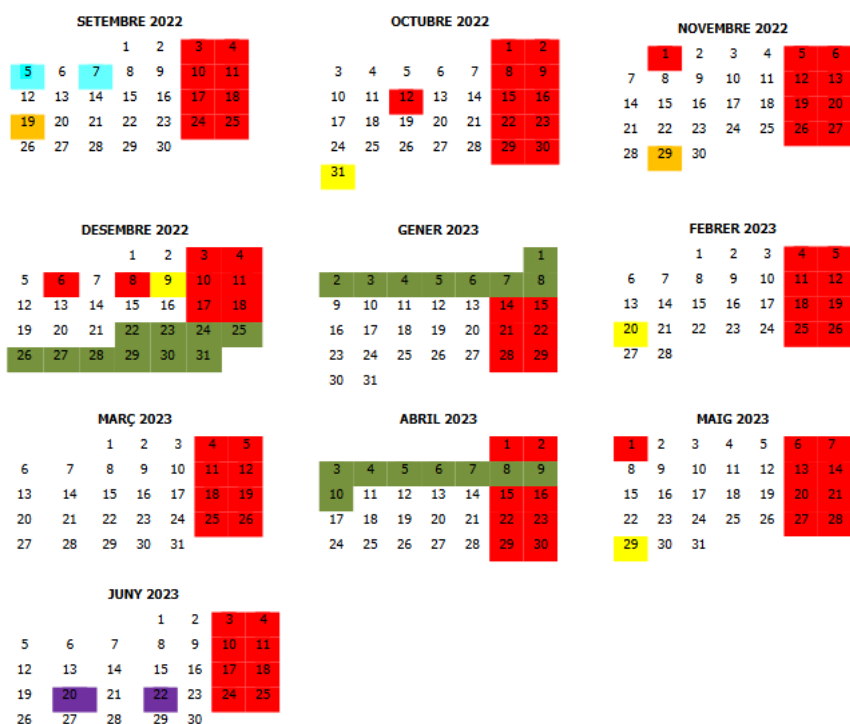 SETEMBRE 2022
1 2 3 4
5 6 7 8 9 10 11
12 13 14 15 16 17 18
19 20 21 22 23 24 25
26 27 28 29 30
OCTUBRE 2022
1 2
3 4 5 6 7 8 9
10 11 12 13 14 15 16
17 18 19 20 21 22 23
24 25 26 27 28 29 30
31
NOVEMBRE 2022
1 2 3 4 5 6
7 8 9 10 11 12 13
14 15 16 17 18 19 20
21 22 23 24 25 26 27
28 29 30
DESEMBRE 2022
1 2 3 4
5 6 7 8 9 10 11
12 13 14 15 16 17 18
19 20 21 22 23 24 25
26 27 28 29 30 31
GENER 2023
1
2 3 4 5 6 7 8
9 10 11 12 13 14 15
16 17 18 19 20 21 22
23 24 25 26 27 28 29
30 31
FEBRER 2023
1 2 3 4 5
6 7 8 9 10 11 12
13 14 15 16 17 18 19
20 21 22 23 24 25 26
27 28
MARÇ 2023
1 2 3 4 5
6 7 8 9 10 11 12
13 14 15 16 17 18 19
20 21 22 23 24 25 26
27 28 29 30 31
ABRIL 2023
1 2
3 4 5 6 7 8 9
10 11 12 13 14 15 16
17 18 19 20 21 22 23
24 25 26 27 28 29 30
MAIG 2023
1 2 3 4 5 6 7
8 9 10 11 12 13 14
15 16 17 18 19 20 21
22 23 24 25 26 27 28
29 30 31
JUNY 2023
1 2 3 4
5 6 7 8 9 10 11
12 13 14 15 16 17 18
19 20 21 22 23 24 25
26 27 28 29 30